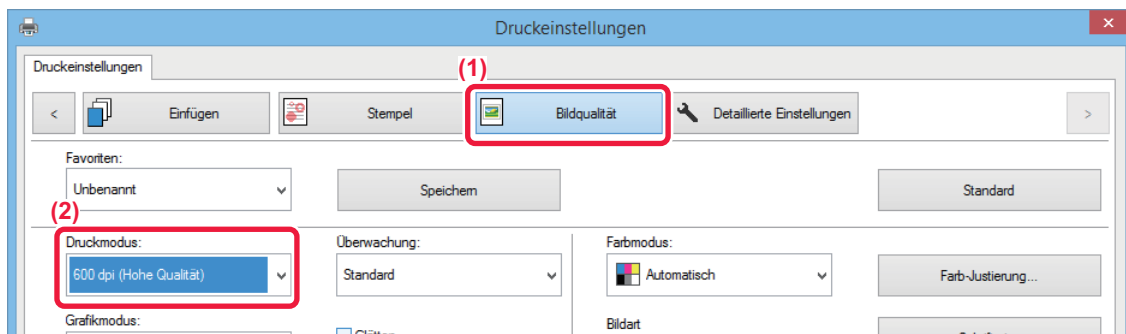 Druckeinstellungen
Druckeinstellungen
(1)
< Einfügen Stempel Bildqualität Detaillierte Einstellungen >
Favoriten:
Unbenannt Speichern Standard
(2)
Druckmodus: Überwachung: Farbmodus:
600 dpi (Hohe Qualität) Standard Automatisch Farb-Justierung...
Grafikmodus: Glätten Bildart